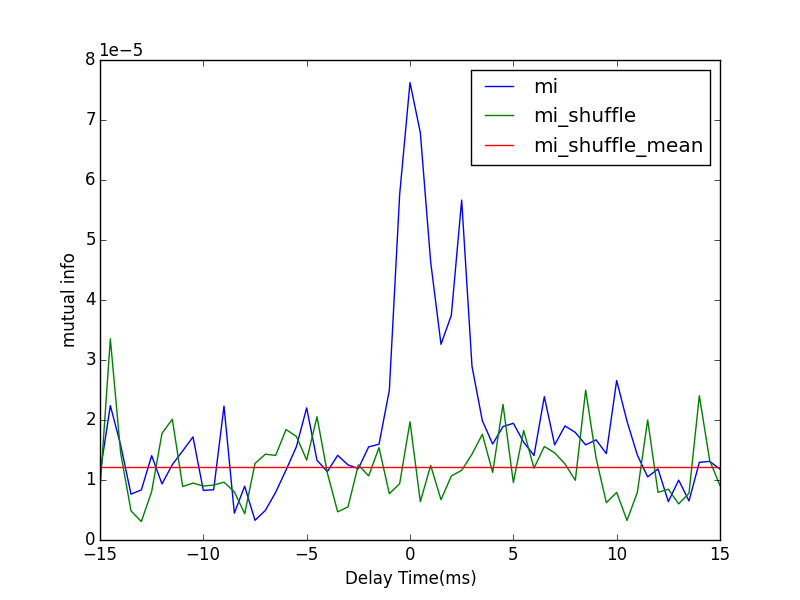 1e−5
8
7
6
5
4
3
2
1
0
mutual info
mi
mi_shuffle
mi_shuffle_mean
−15
−10
−5
0
5
10
15
Delay Time(ms)